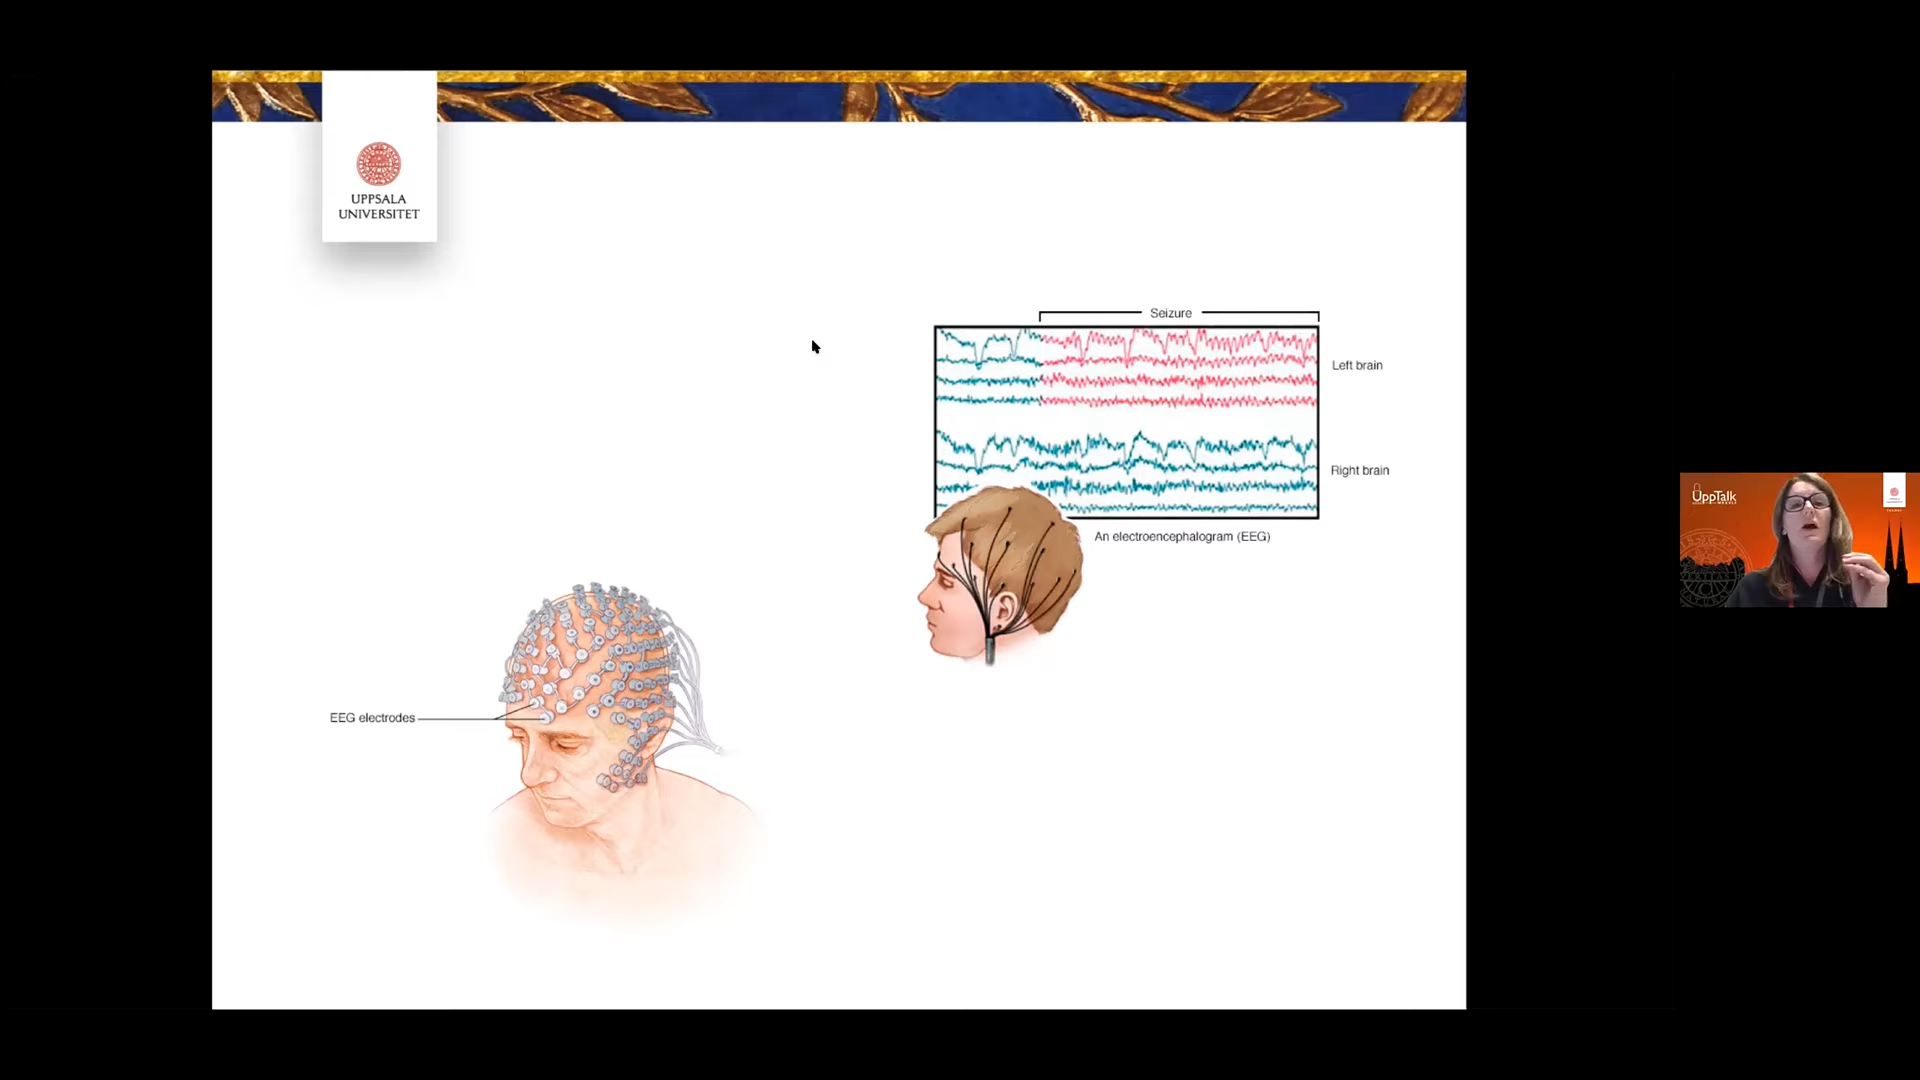 UPPSALA
UNIVERSITET
Seizure
Left brain
Right brain
An electroencephalogram (EEG)
EEG electrodes
UppTalk